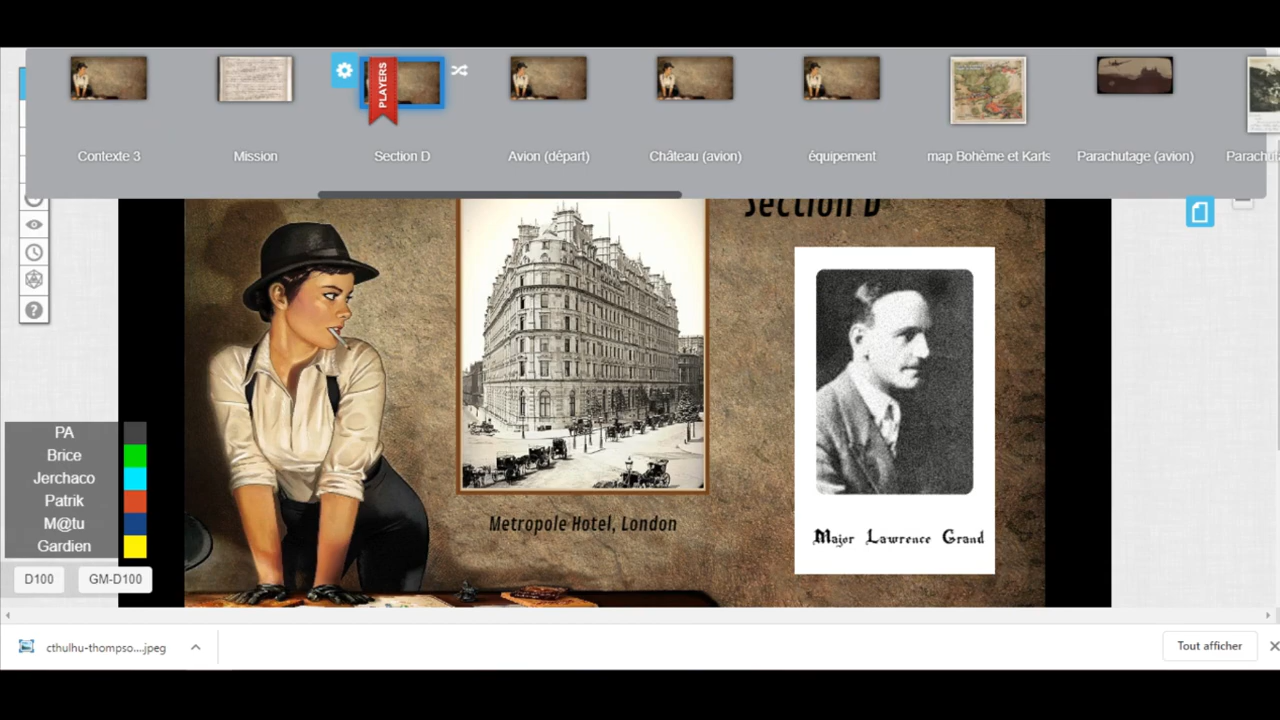 PLAYERS
Contexte 3
Mission
Section D
Avion (départ)
Château (avion)
équipement
map Bohème et Karls
Parachutage (avion)
Section D
Metropole Hotel, London
Major Lawrence Grand
PA
Brice
Jerchaco
Patrik
M@tu
Gardien
D100
GM-D100
cthulhu-thompso....jpeg
Tout afficher